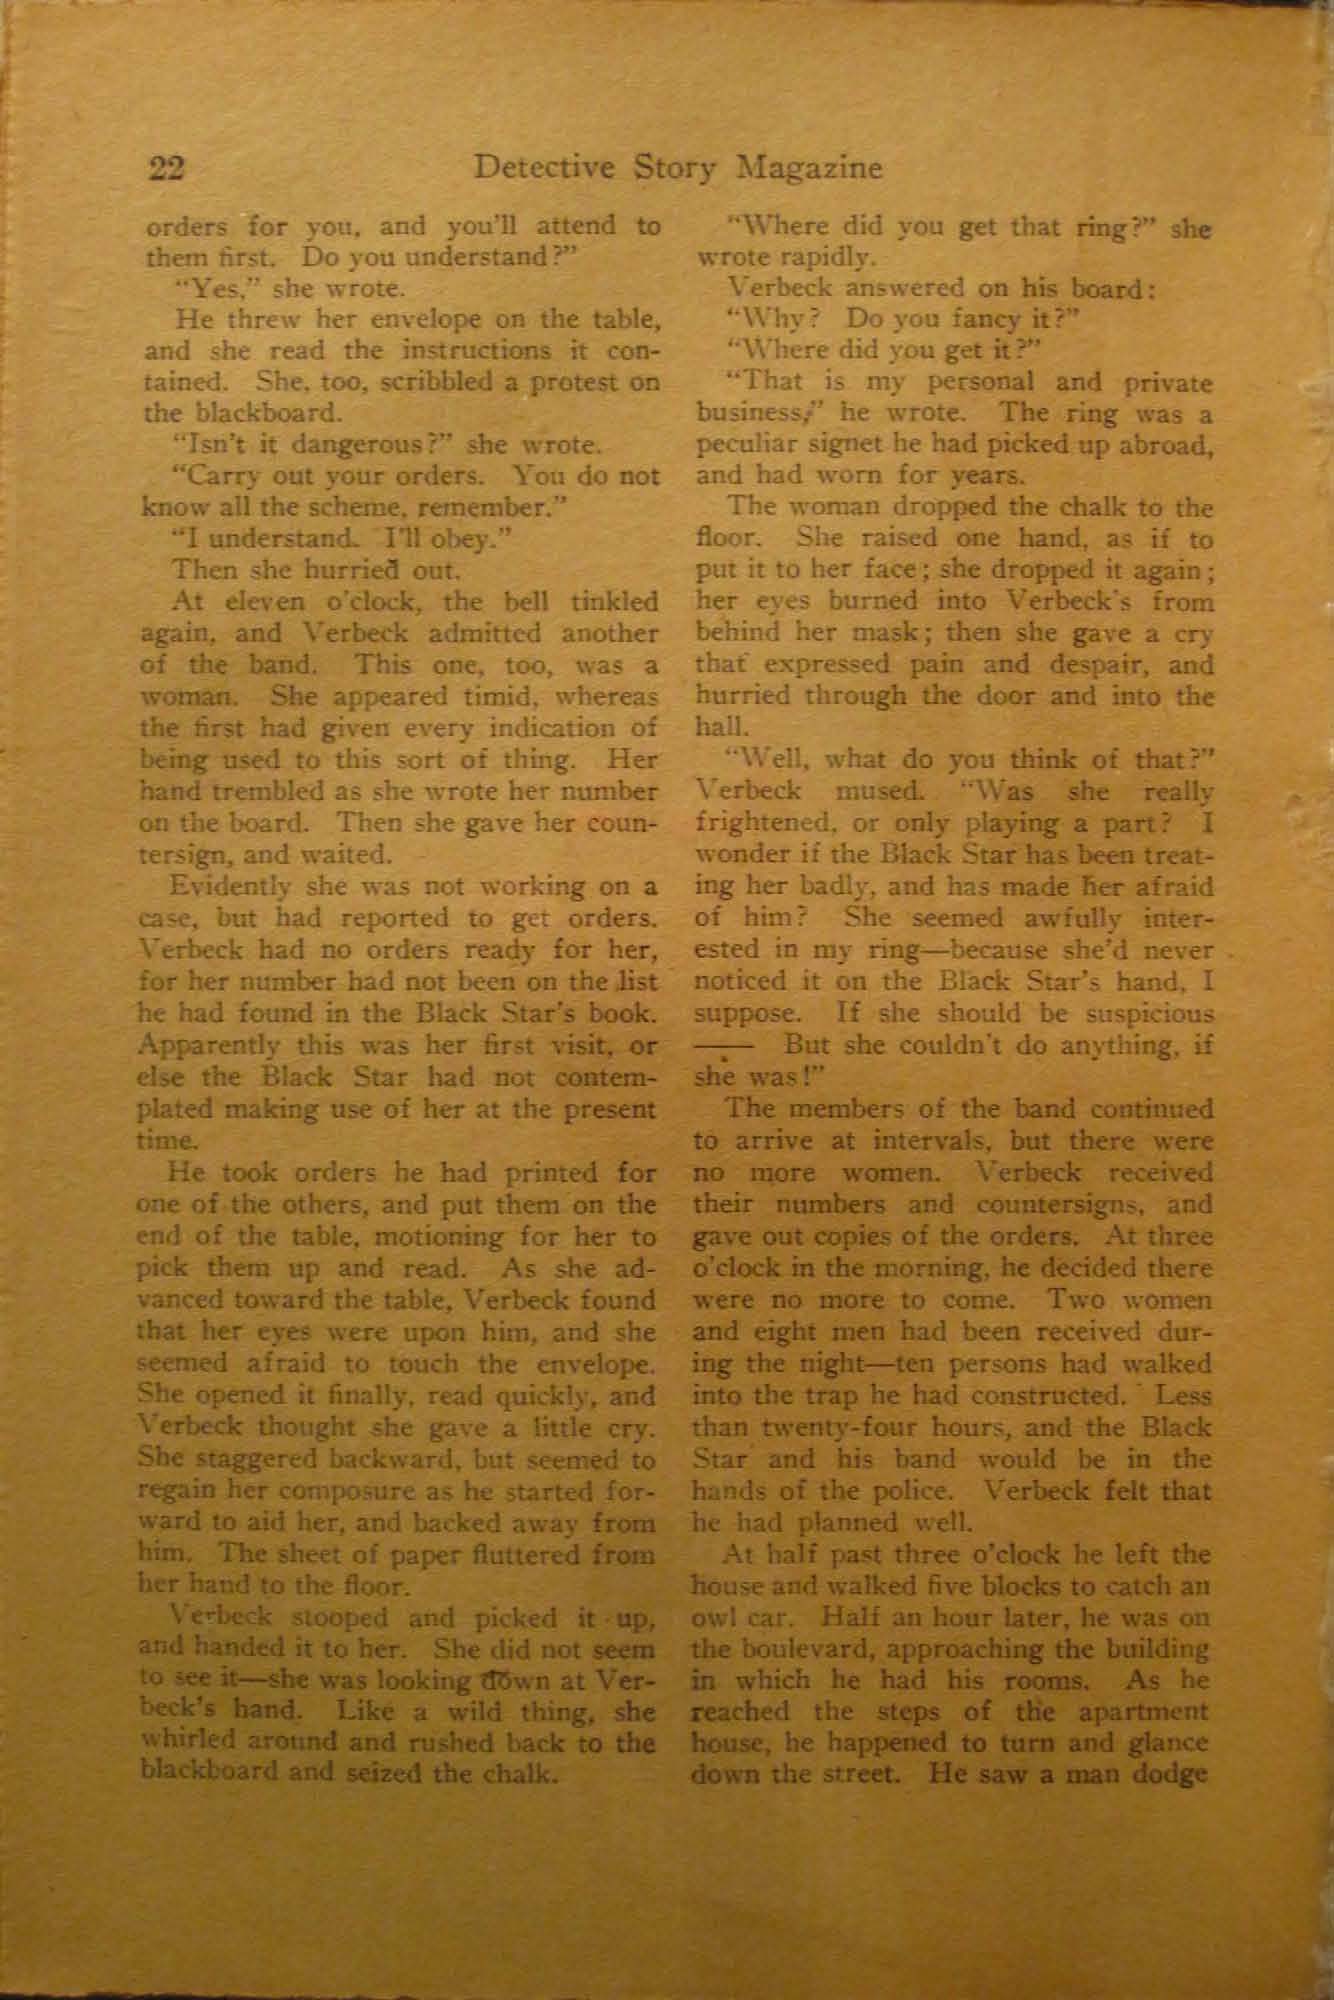 22 Detective Story Magazine
orders for you, and you'll attend to
them first. Do you understand?"
"Yes," she wrote.
He threw her envelope on the table,
and she read the instructions it con-
tained. She, too, scribbled a protest on
the blackboard.
"Isn't it dangerous?" she wrote.
"Carry out your orders. You do not
know all the scheme, remember."
"I understand. I'll obey."
Then she hurried out.
At eleven o'clock, the bell tinkled
again, and Verbeck admitted another
of the band. This one, too, was a
woman. She appeared timid, whereas
the first had given every indication of
being used to this sort of thing. Her
hand trembled as she wrote her number
on the board. Then she gave her coun-
tersign, and waited.
Evidently she was not working on a
case, but had reported to get orders.
Verbeck had no orders ready for her,
for her number had not been on the list
he had found in the Black Star's book.
Apparently this was her first visit, or
else the Black Star had not contem-
plated making use of her at the present
time.
He took orders he had printed for
one of the others, and put them on the
end of the table, motioning for her to
pick them up and read. As she ad-
vanced toward the table, Verbeck found
that her eyes were upon him, and she
seemed afraid to touch the envelope.
She opened it finally, read quickly, and
Verbeck thought she gave a little cry.
She staggered backward, but seemed to
regain her composure as he started for-
ward to aid her, and backed away from
him. The sheet of paper fluttered from
her hand to the floor.
Verbeck stooped and picked it up,
and handed it to her. She did not seem
to see it—she was looking down at Ver-
beck's hand. Like a wild thing, she
whirled around and rushed back to the
blackboard and seized the chalk.
"Where did you get that ring?" she
wrote rapidly.
Verbeck answered on his board:
"Why? Do you fancy it?"
"Where did you get it?"
"That is my personal and private
business," he wrote. The ring was a
peculiar signet he had picked up abroad,
and had worn for years.
The woman dropped the chalk to the
floor. She raised one hand, as if to
put it to her face; she dropped it again;
her eyes burned into Verbeck's from
behind her mask; then she gave a cry
that expressed pain and despair, and
hurried through the door and into the
hall.
"Well, what do you think of that?"
Verbeck mused. "Was she really
frightened, or only playing a part? I
wonder if the Black Star has been treat-
ing her badly, and has made her afraid
of him? She seemed awfully inter-
ested in my ring—because she'd never
noticed it on the Black Star's hand, I
suppose. If she should be suspicious
—— But she couldn't do anything, if
she was!"
The members of the band continued
to arrive at intervals, but there were
no more women. Verbeck received
their numbers and countersigns, and
gave out copies of the orders. At three
o'clock in the morning, he decided there
were no more to come. Two women
and eight men had been received dur-
ing the night—ten persons had walked
into the trap he had constructed. Less
than twenty-four hours, and the Black
Star and his band would be in the
hands of the police. Verbeck felt that
he had planned well.
At half past three o'clock he left the
house and walked five blocks to catch an
owl car. Half an hour later, he was on
the boulevard, approaching the building
in which he had his rooms. As he
reached the steps of the apartment
house, he happened to turn and glance
down the street. He saw a man dodge